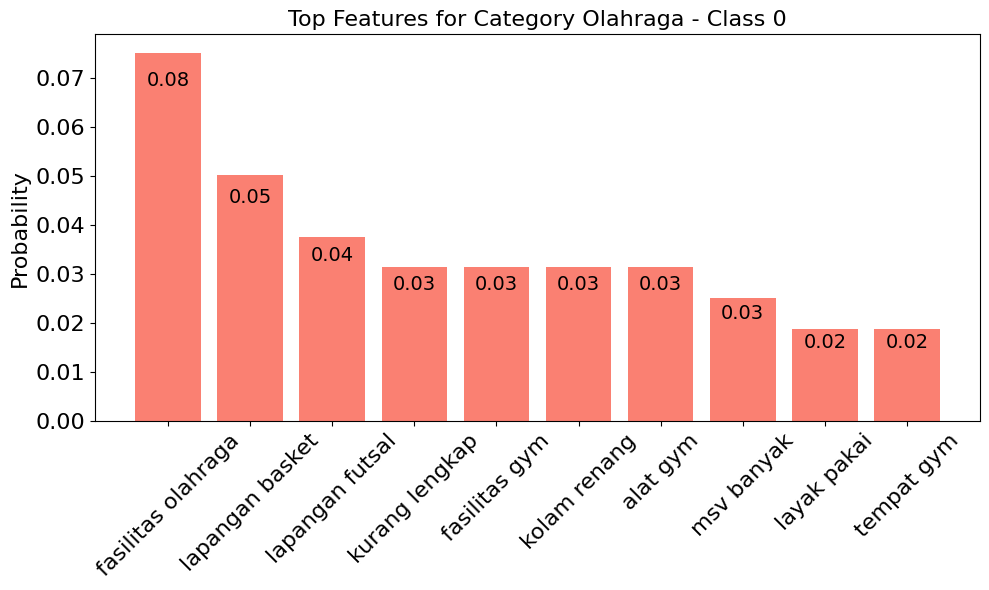 Top Features for Category Olahraga - Class 0
Probability
0.07
0.06
0.05
0.04
0.03
0.02
0.01
0.00
0.08
0.05
0.04
0.03
0.03
0.03
0.03
0.03
0.02
0.02
fasilitas olahraga
lapangan basket
lapangan futsal
kurang lengkap
fasilitas gym
kolam renang
alat gym
msv banyak
layak pakai
tempat gym